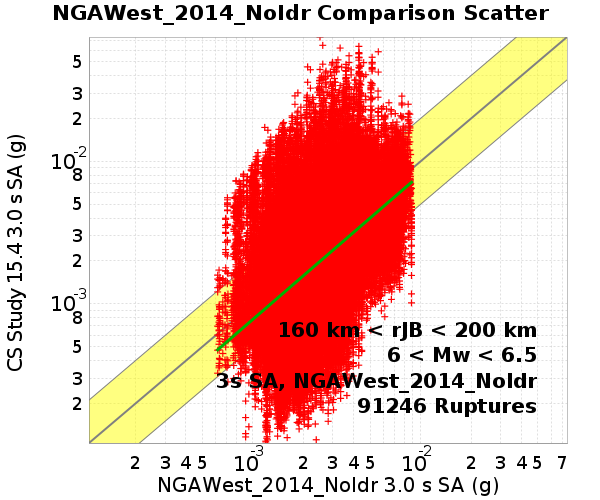 NGAWest_2014_NoIdr Comparison Scatter
CS Study 15.4 3.0 s SA (g)
5
3
2
10-2
8
5
3
2
10-3
8
5
3
2
160 km < rJB < 200 km
6 < Mw < 6.5
3s SA, NGAWest_2014_NoIdr
91246 Ruptures
2 3 4 5 10-3 2 3 4 5 10-2 2 3 4 5 7
NGAWest_2014_NoIdr 3.0 s SA (g)